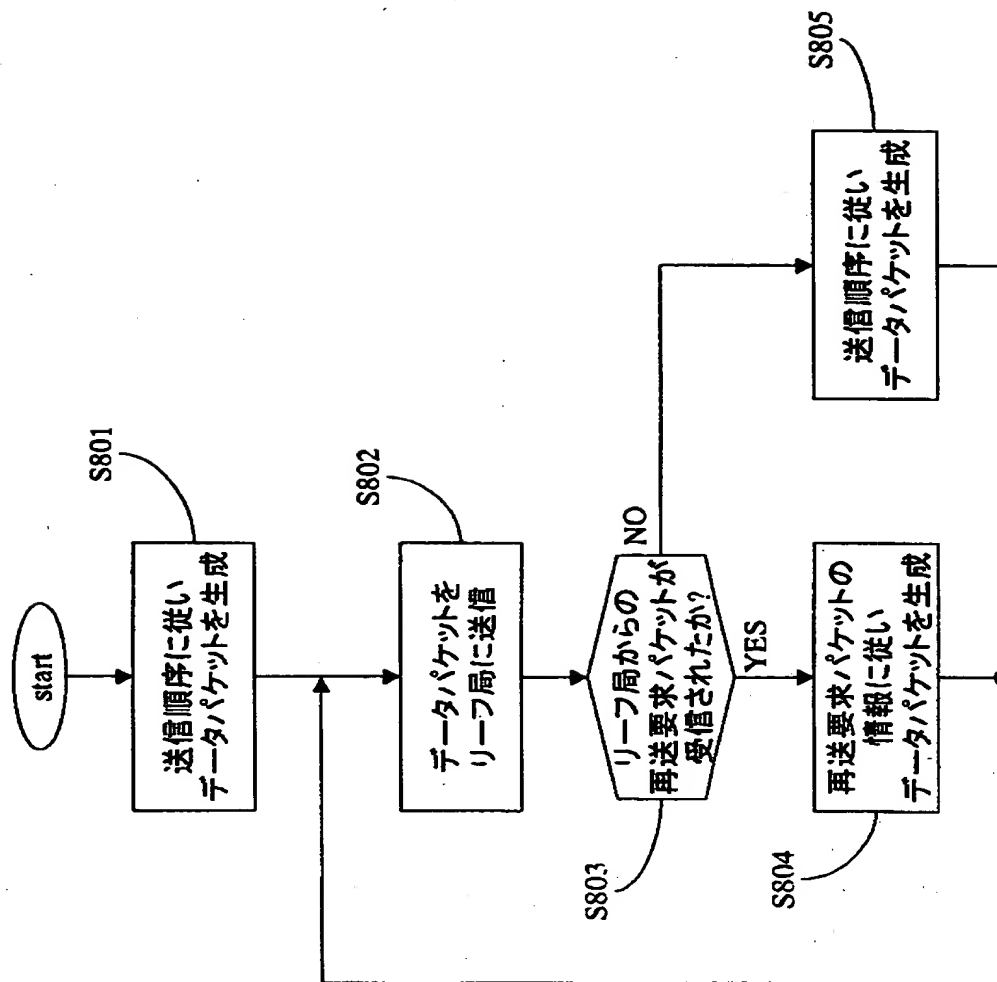 start
S801
送信順序に従い
データパケットを生成
S802
データパケットを
リーフ局に送信
S803
リーフ局からの
再送要求パケットが
受信されたか?
NO
YES
S804
再送要求パケットの
情報に従い
データパケットを生成
S805
送信順序に従い
データパケットを生成